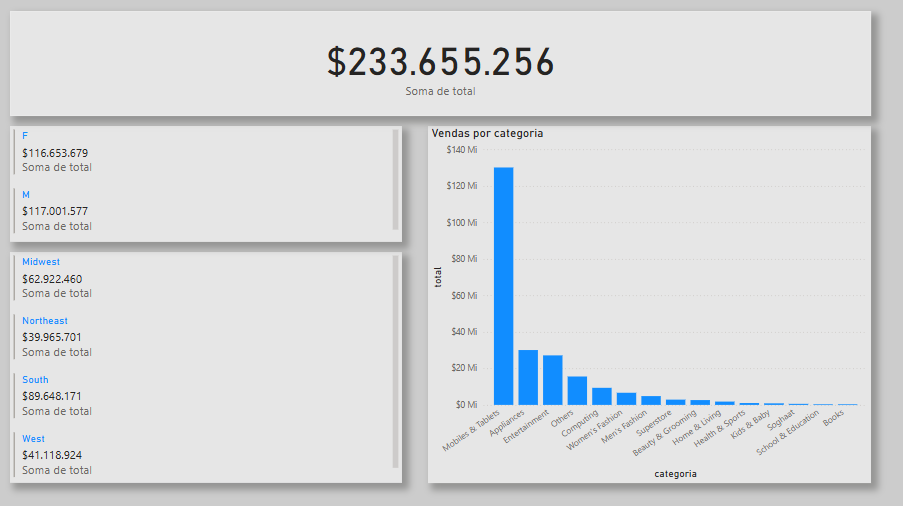 $233.655.256
Soma de total
F
$116.653.679
Soma de total
M
$117.001.577
Soma de total
Midwest
$62.922.460
Soma de total
Northeast
$39.965.701
Soma de total
South
$89.648.171
Soma de total
West
$41.118.924
Soma de total
Vendas por categoria
$140 Mi
$120 Mi
$100 Mi
$80 Mi
$60 Mi
$40 Mi
$20 Mi
$0 Mi
total
Mobiles & Tablets
Appliances
Entertainment
Others
Computing
Women's Fashion
Men's Fashion
Superstore
Beauty & Grooming
Home & Living
Health & Sports
Kids & Baby
Soghaat
School & Education
Books
categoria